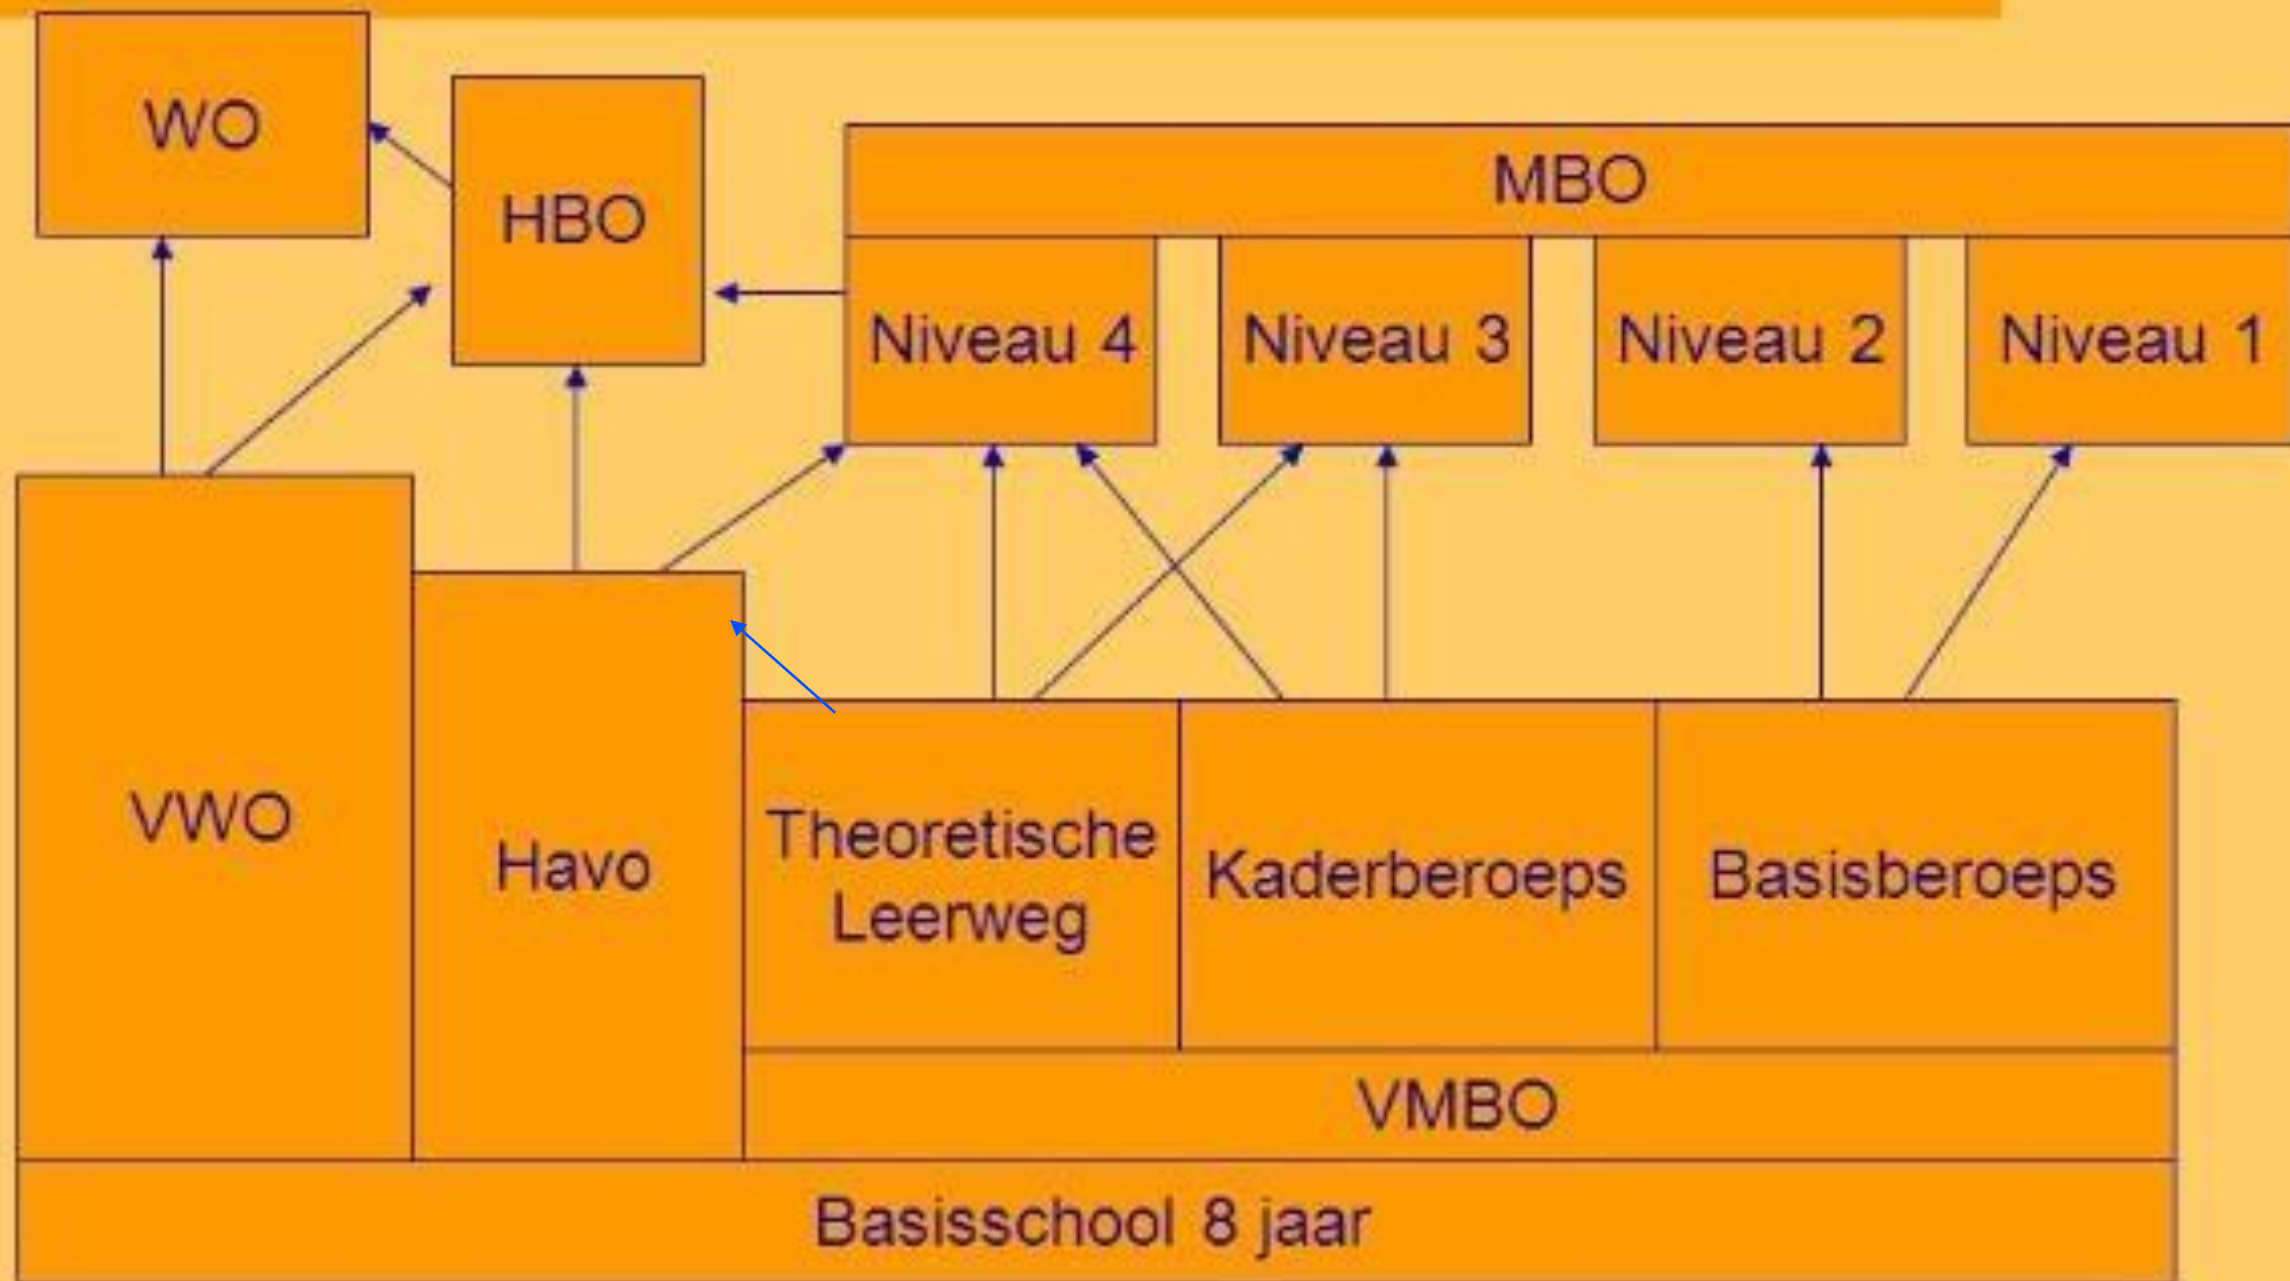 WO
HBO
MBO
Niveau 4
Niveau 3
Niveau 2
Niveau 1
VWO
Havo
Theoretische
Leerweg
Kaderberoeps
Basisberoeps
VMBO
Basisschool 8 jaar